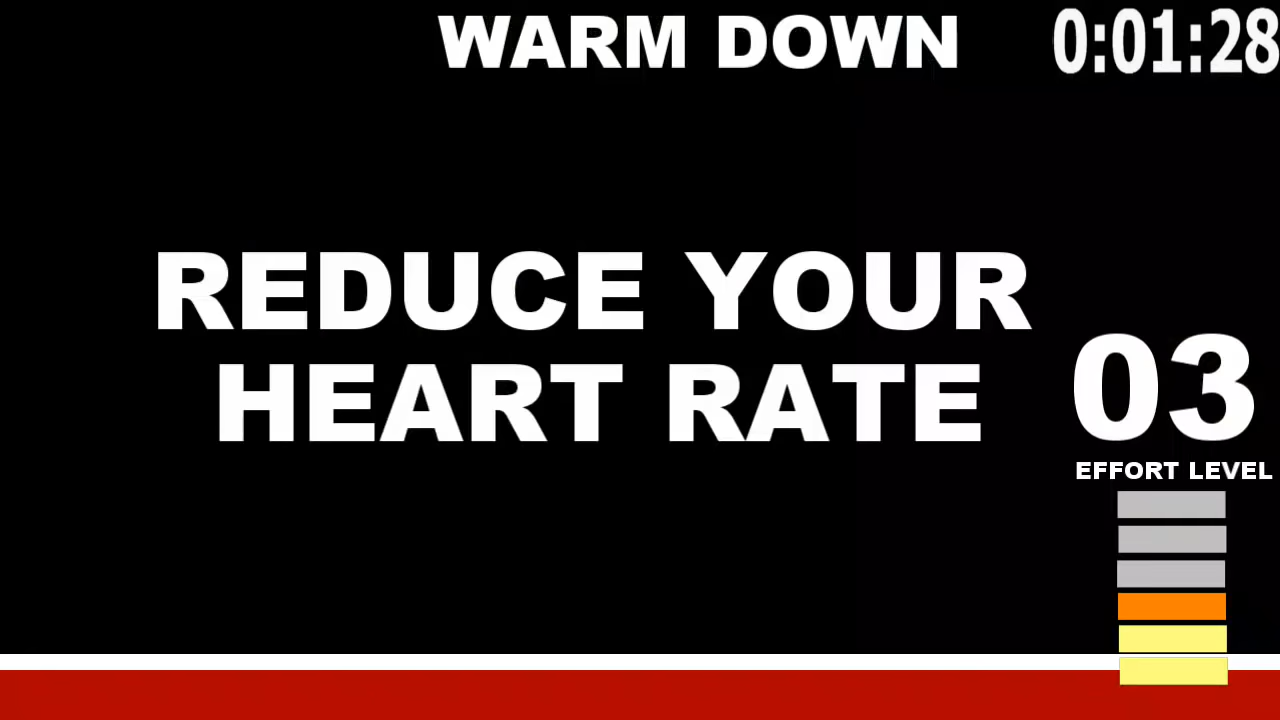 WARM DOWN
0:01:28
REDUCE YOUR
HEART RATE
03
EFFORT LEVEL